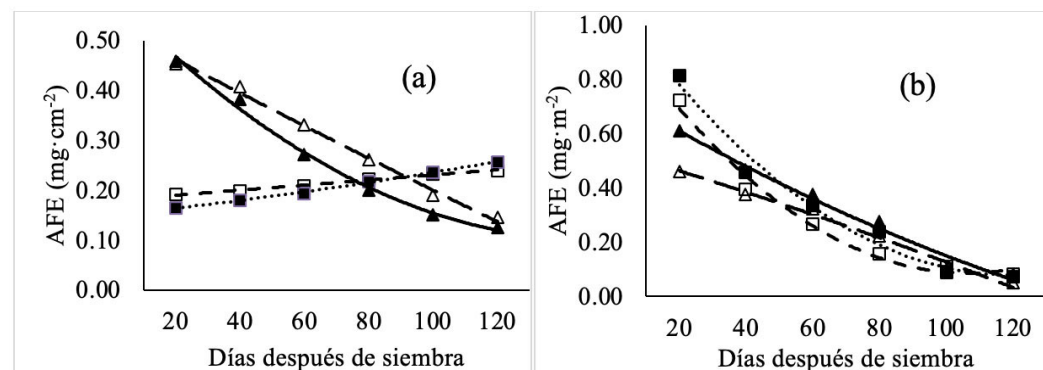 0.50
0.40
0.30
0.20
0.10
0.00
AFE (mg·cm-2)
(a)
20 40 60 80 100 120
Días después de siembra
1.00
0.80
0.60
0.40
0.20
0.00
AFE (mg·m-2)
(b)
20 40 60 80 100 120
Días después de siembra